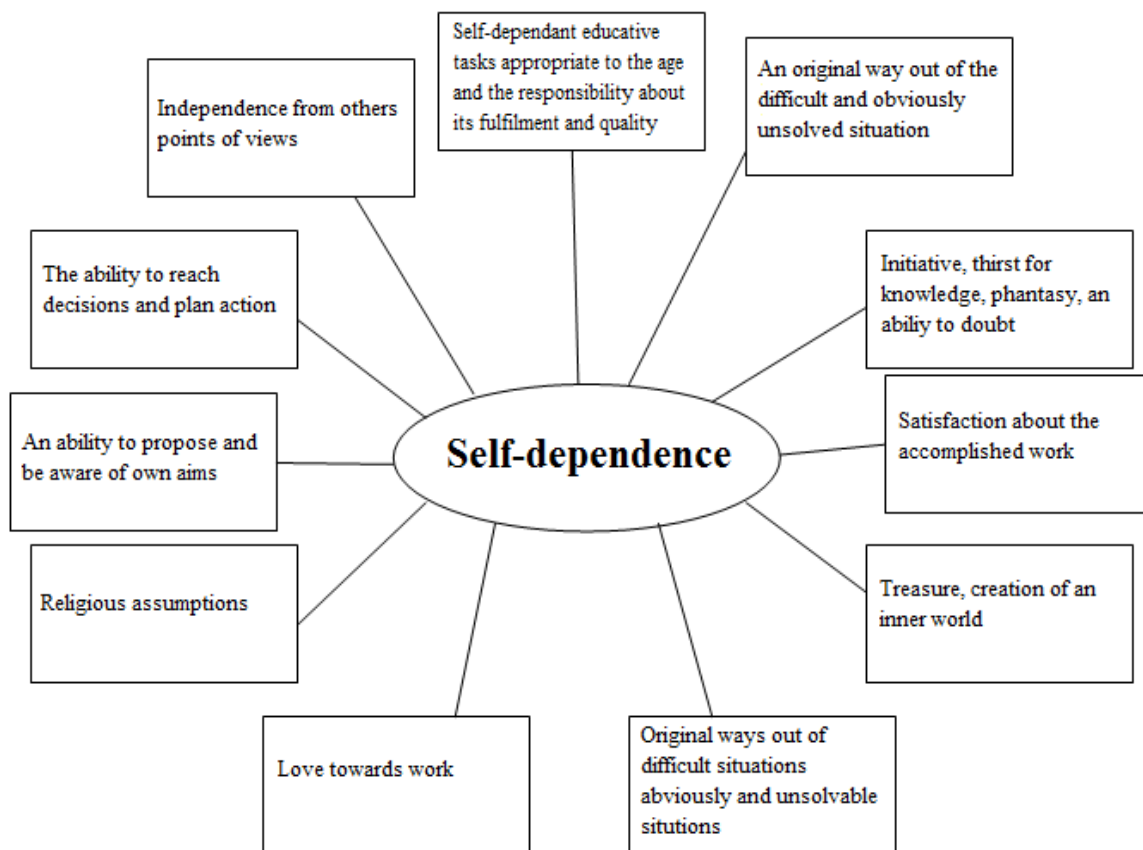 Self-dependant educative
tasks appropriate to the age
and the responsibility about
its fulfilment and quality
An original way out of the
difficult and obviously
unsolved situation
Independence from others
points of views
The ability to reach
decisions and plan action
Initiative, thirst for
knowledge, phantasy, an
abiliy to doubt
Self-dependence
Satisfaction about the
accomplished work
An ability to propose and
be aware of own aims
Religious assumptions
Treasure, creation of an
inner world
Love towards work
Original ways out of
difficult situations
abviously and unsolvable
situtions